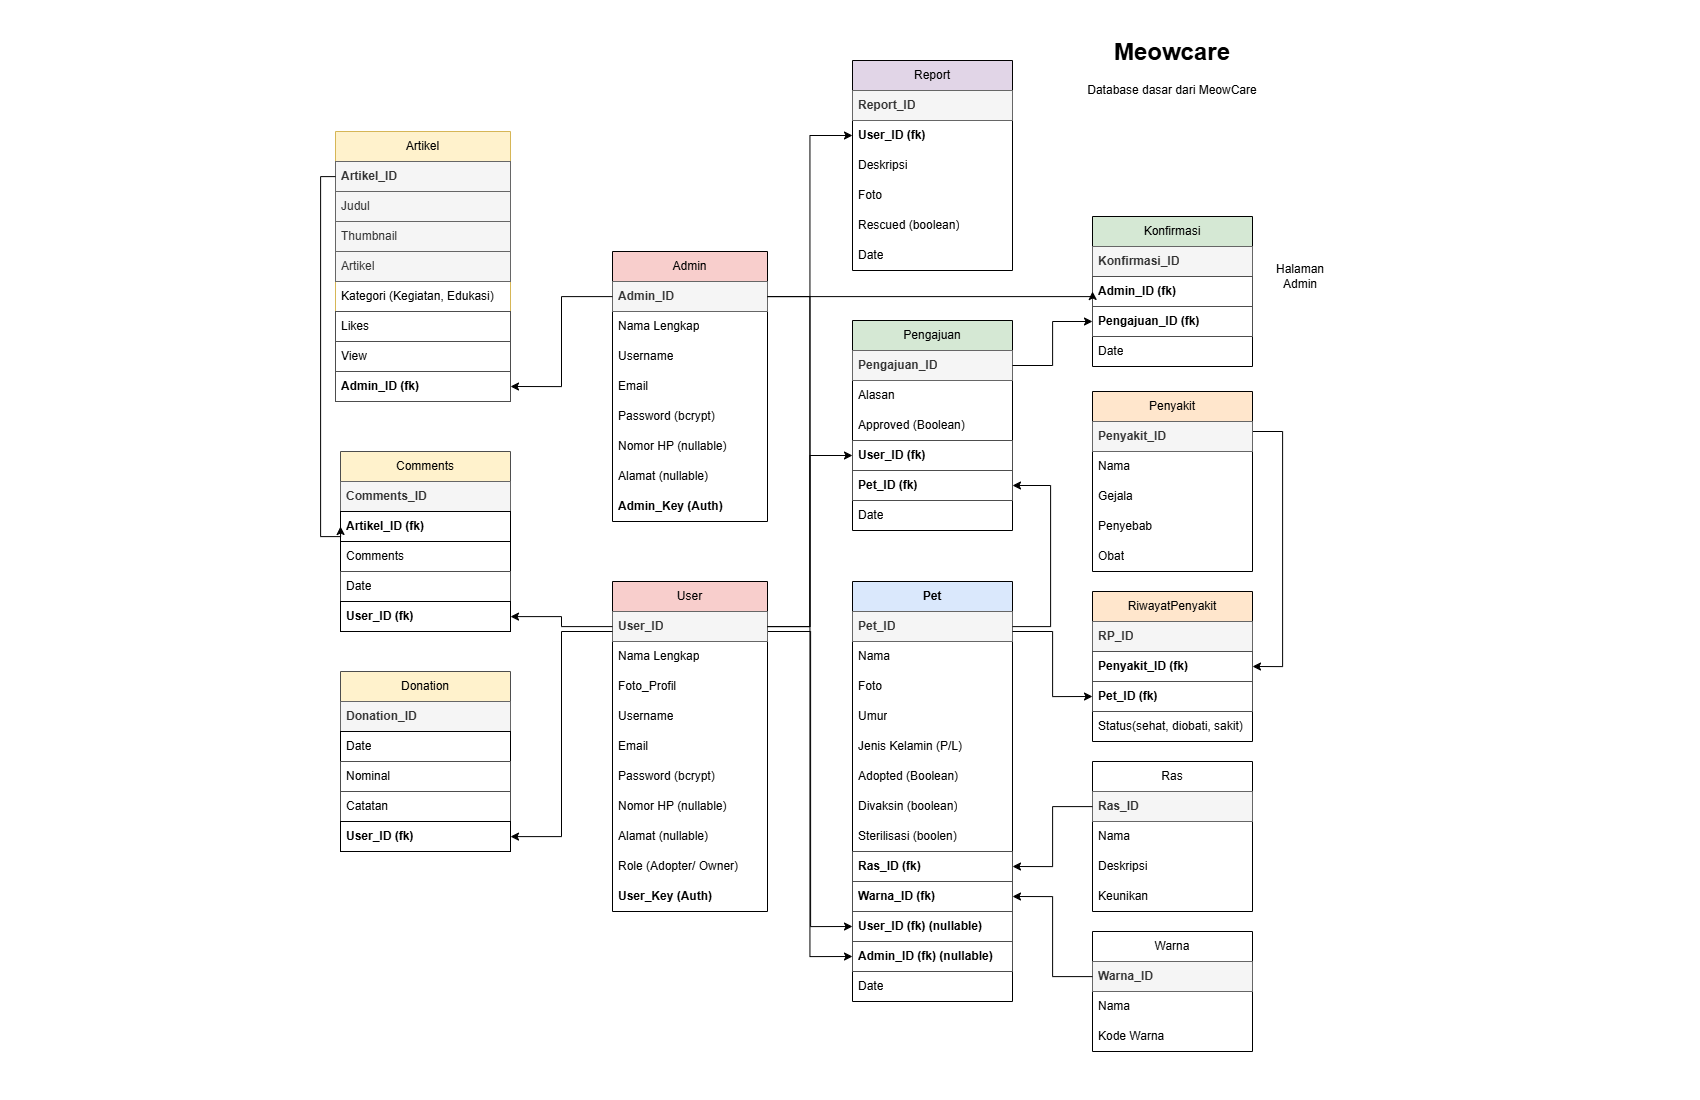 Meowcare
Database dasar dari MeowCare
Report
Report_ID
User_ID (fk)
Deskripsi
Foto
Rescued (boolean)
Date
Artikel
Artikel_ID
Judul
Thumbnail
Artikel
Kategori (Kegiatan, Edukasi)
Likes
View
Admin_ID (fk)
Admin
Admin_ID
Nama Lengkap
Username
Email
Password (bcrypt)
Nomor HP (nullable)
Alamat (nullable)
Admin_Key (Auth)
Konfirmasi
Konfirmasi_ID
Admin_ID (fk)
Pengajuan_ID (fk)
Date
Halaman
Admin
Pengajuan
Pengajuan_ID
Alasan
Approved (Boolean)
User_ID (fk)
Pet_ID (fk)
Date
Penyakit
Penyakit_ID
Nama
Gejala
Penyebab
Obat
Comments
Comments_ID
Artikel_ID (fk)
Comments
Date
User_ID (fk)
User
User_ID
Nama Lengkap
Foto_Profil
Username
Email
Password (bcrypt)
Nomor HP (nullable)
Alamat (nullable)
Role (Adopter/ Owner)
User_Key (Auth)
Pet
Pet_ID
Nama
Foto
Umur
Jenis Kelamin (P/L)
Adopted (Boolean)
Divaksin (boolean)
Sterilisasi (boolen)
Ras_ID (fk)
Warna_ID (fk)
User_ID (fk) (nullable)
Admin_ID (fk) (nullable)
Date
RiwayatPenyakit
RP_ID
Penyakit_ID (fk)
Pet_ID (fk)
Status(sehat, diobati, sakit)
Donation
Donation_ID
Date
Nominal
Catatan
User_ID (fk)
Ras
Ras_ID
Nama
Deskripsi
Keunikan
Warna
Warna_ID
Nama
Kode Warna